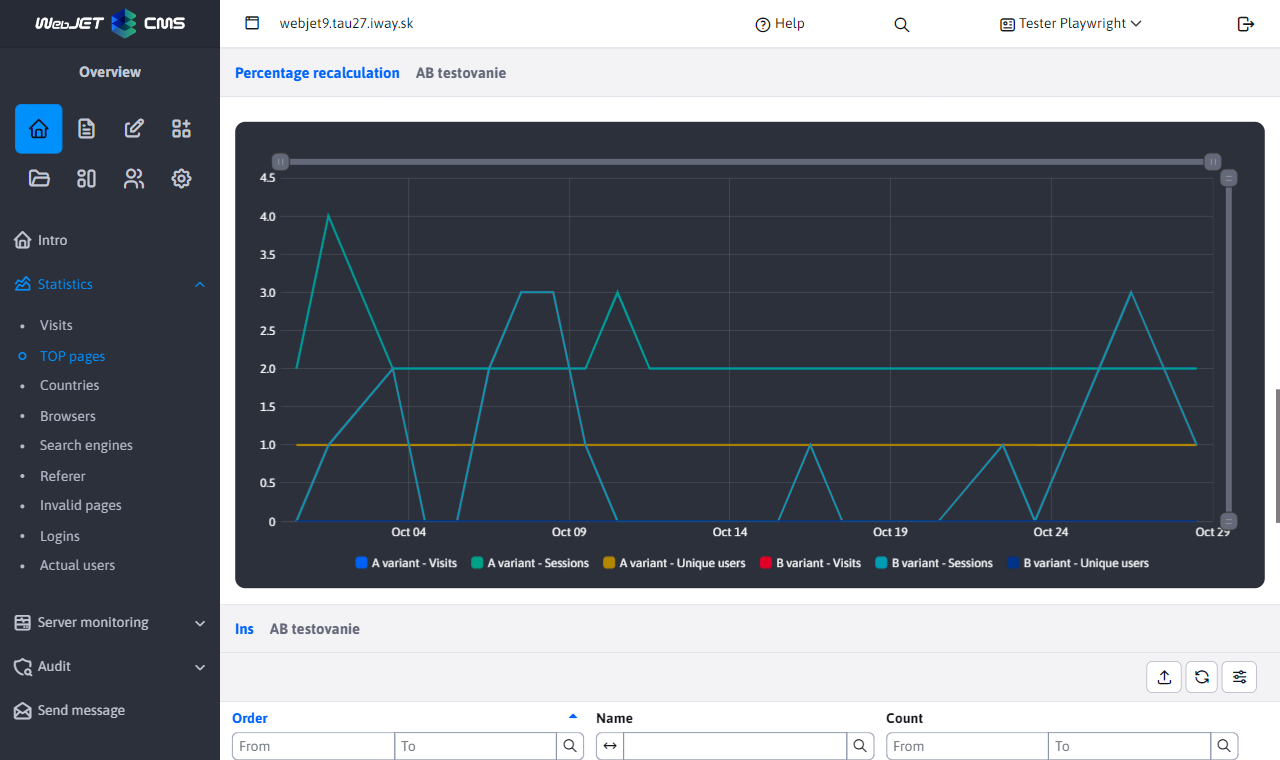 WebJET CMS
webjet9.tau27.iway.sk
Help
Tester Playwright
Overview
Intro
Statistics
Visits
TOP pages
Countries
Browsers
Search engines
Referer
Invalid pages
Logins
Actual users
Server monitoring
Audit
Send message
Percentage recalculation AB testovanie
4.5
4.0
3.5
3.0
2.5
2.0
1.5
1.0
0.5
0
Oct 04 Oct 09 Oct 14 Oct 19 Oct 24 Oct 29
A variant - Visits A variant - Sessions A variant - Unique users B variant - Visits B variant - Sessions B variant - Unique users
Ins AB testovanie
Order Name Count
From To From To